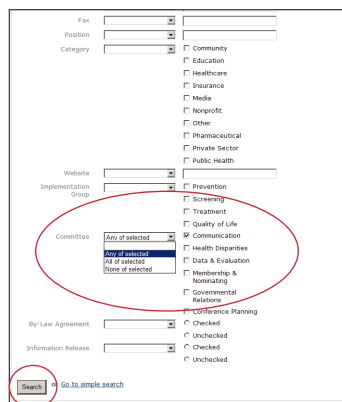 Fax
Position
Category
Community
Education
Healthcare
Insurance
Media
Nonprofit
Other
Pharmaceutical
Private Sector
Public Health
Website
Implementation Group
Prevention
Screening
Treatment
Quality of Life
Committee
Any of selected
Any of selected
All of selected
None of selected
Communication
Health Disparities
Data & Evaluation
Membership &
Nominating
Governmental
Relations
Conference Planning
By-Law Agreement
Checked
Unchecked
Information Release
Checked
Unchecked
Search or Go to simple search